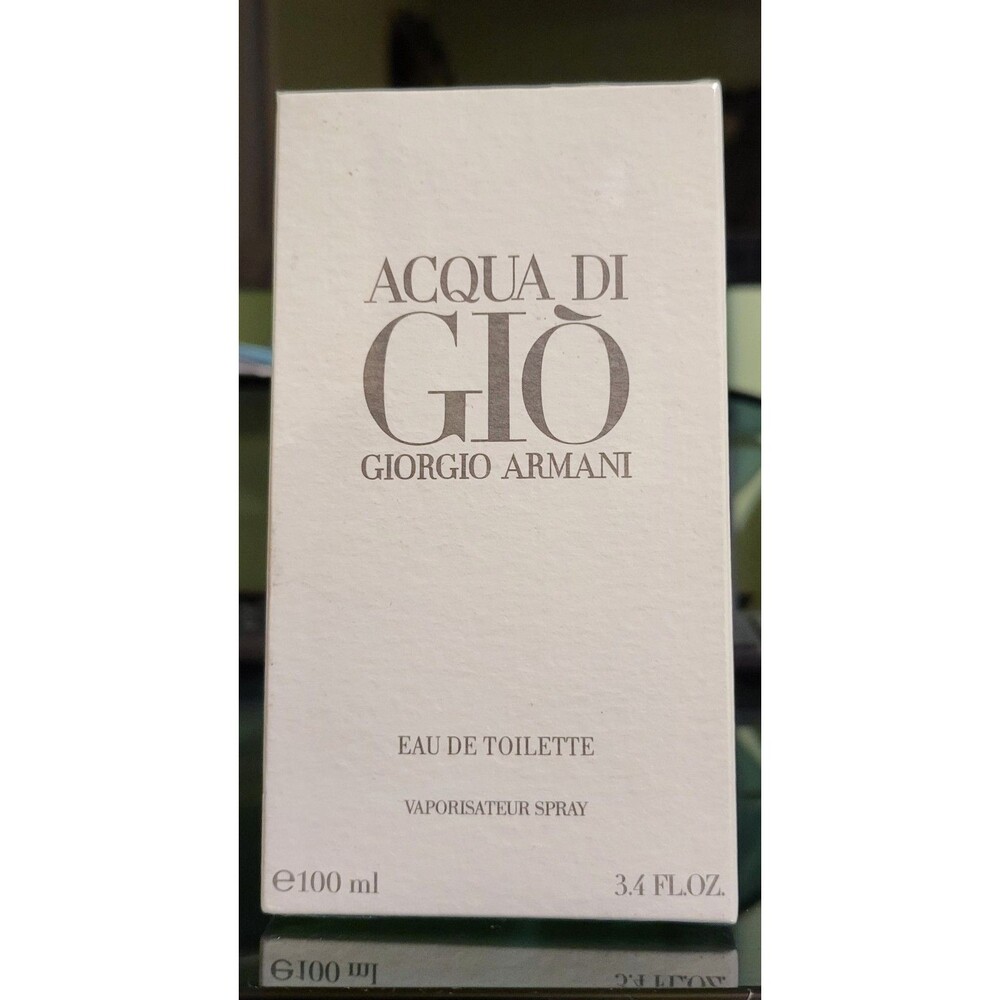 ACQUA DI
GIÒ
GIORGIO ARMANI
EAU DE TOILETTE
VAPORISATEUR SPRAY
℮100 ml
3.4 FL.OZ.